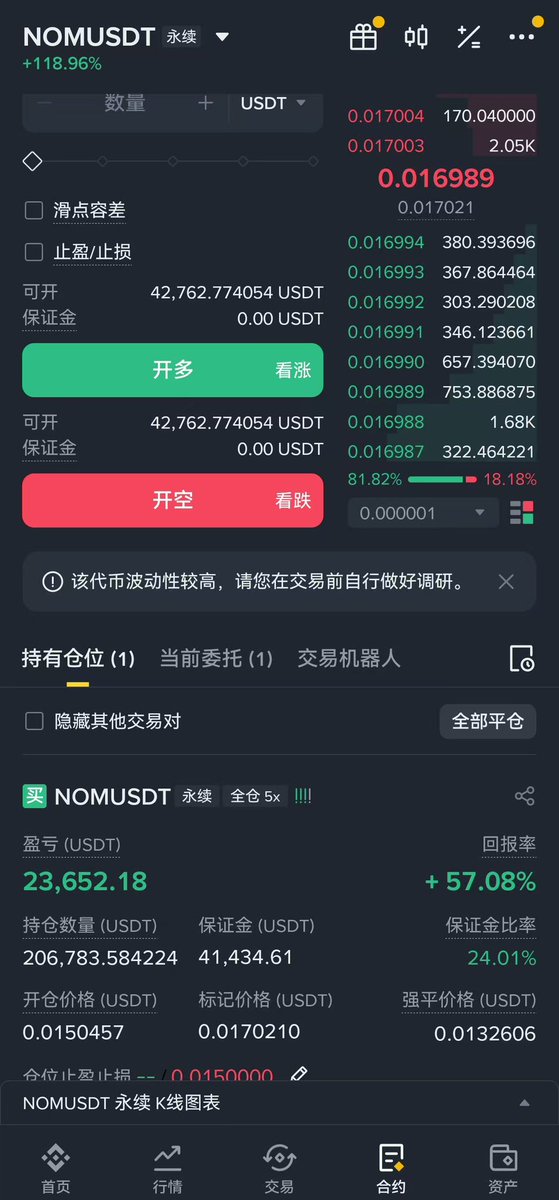 NOMUSDT 永续
+118.96%
数量 USDT
滑点容差
止盈/止损
可开 42,762.774054 USDT
保证金 0.00 USDT
开多 看涨
可开 42,762.774054 USDT
保证金 0.00 USDT
开空 看跌
0.017004 170.040000
0.017003 2.05K
0.016989
0.017021
0.016994 380.393696
0.016993 367.864464
0.016992 303.290208
0.016991 346.123661
0.016990 657.394070
0.016989 753.886875
0.016988 1.68K
0.016987 322.464221
81.82% 18.18%
0.000001
该代币波动性较高，请您在交易前自行做好调研。
持有仓位 (1) 当前委托 (1) 交易机器人
隐藏其他交易对 全部平仓
买 NOMUSDT 永续 全仓 5x !!!!
盈亏 (USDT) 回报率
23,652.18 + 57.08%
持仓数量 (USDT) 保证金 (USDT) 保证金比率
206,783.584224 41,434.61 24.01%
开仓价格 (USDT) 标记价格 (USDT) 强平价格 (USDT)
0.0150457 0.0170210 0.0132606
仓位止盈止损 -- / 0.0150000
NOMUSDT 永续 K线图表
首页 行情 交易 合约 资产